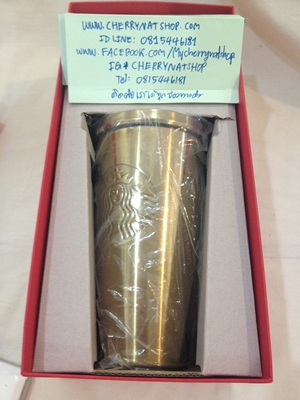 WWW.CHERRYNATSHOP.COM
ID LINE: 0815446181
WWW.FACEBOOK.COM/Mycherrynatshop
IG # CHERRYNATSHOP
Tel: 0815446181